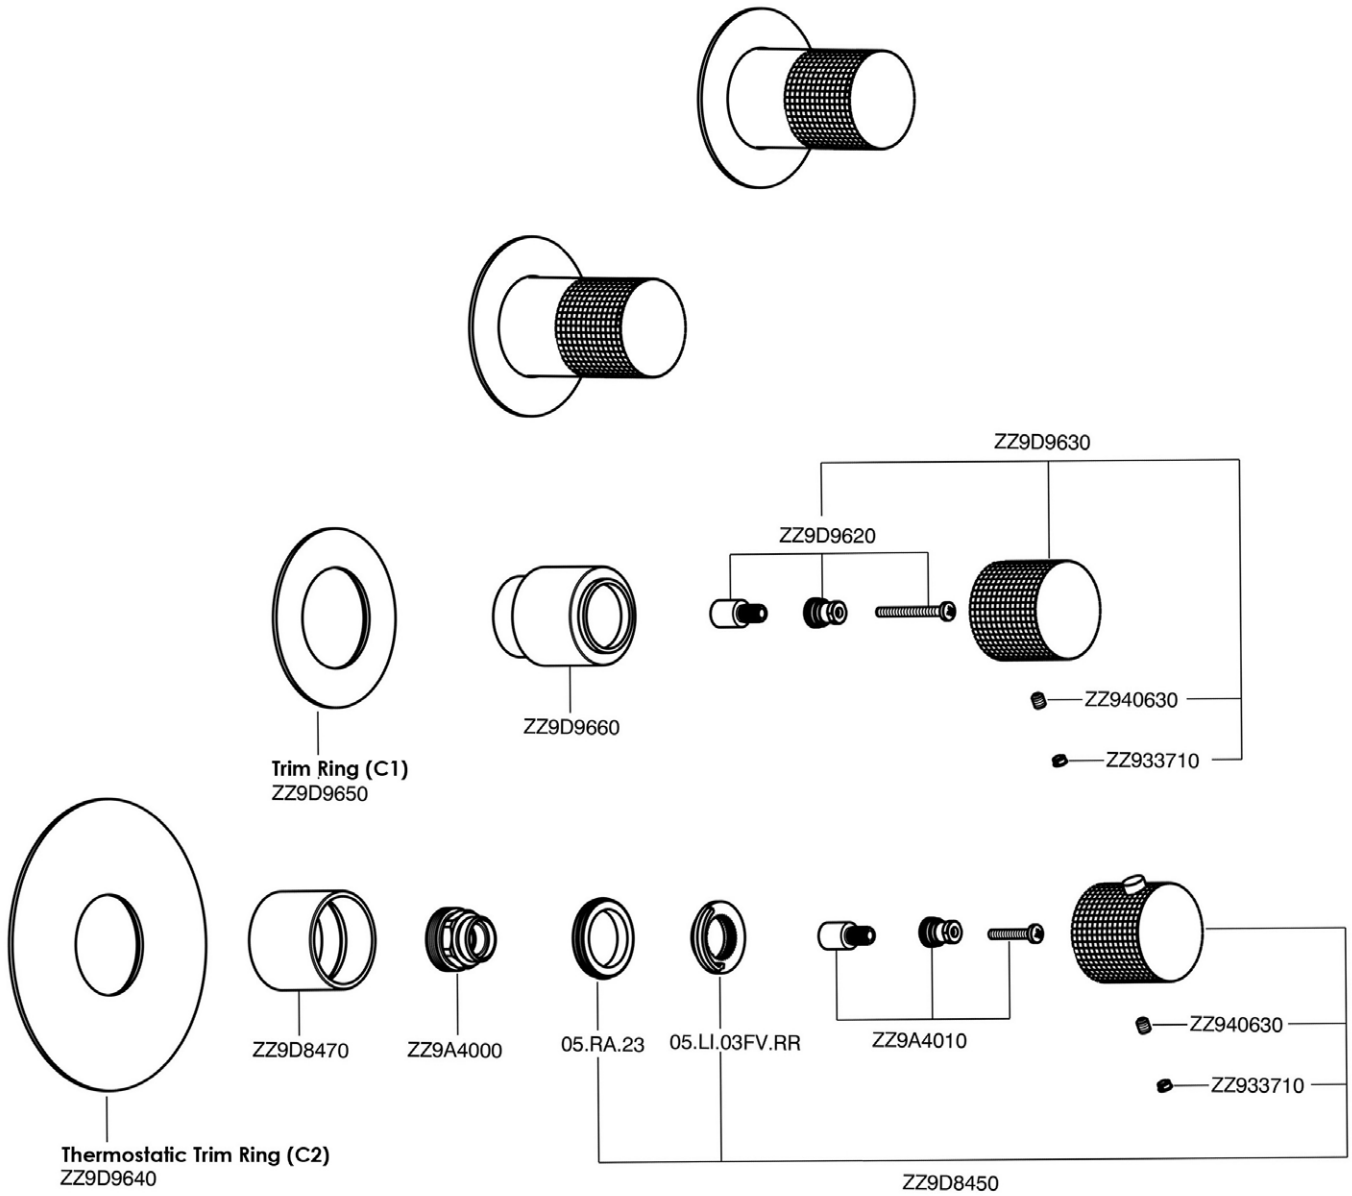 ZZ9D9630
ZZ9D9620
ZZ940630
ZZ9D9660
ZZ933710
Trim Ring (C1)
ZZ9D9650
ZZ940630
05.RA.23
05.LI.03FV.RR
ZZ9A4010
ZZ9D8470
ZZ9A4000
ZZ933710
Thermostatic Trim Ring (C2)
ZZ9D9640
ZZ9D8450